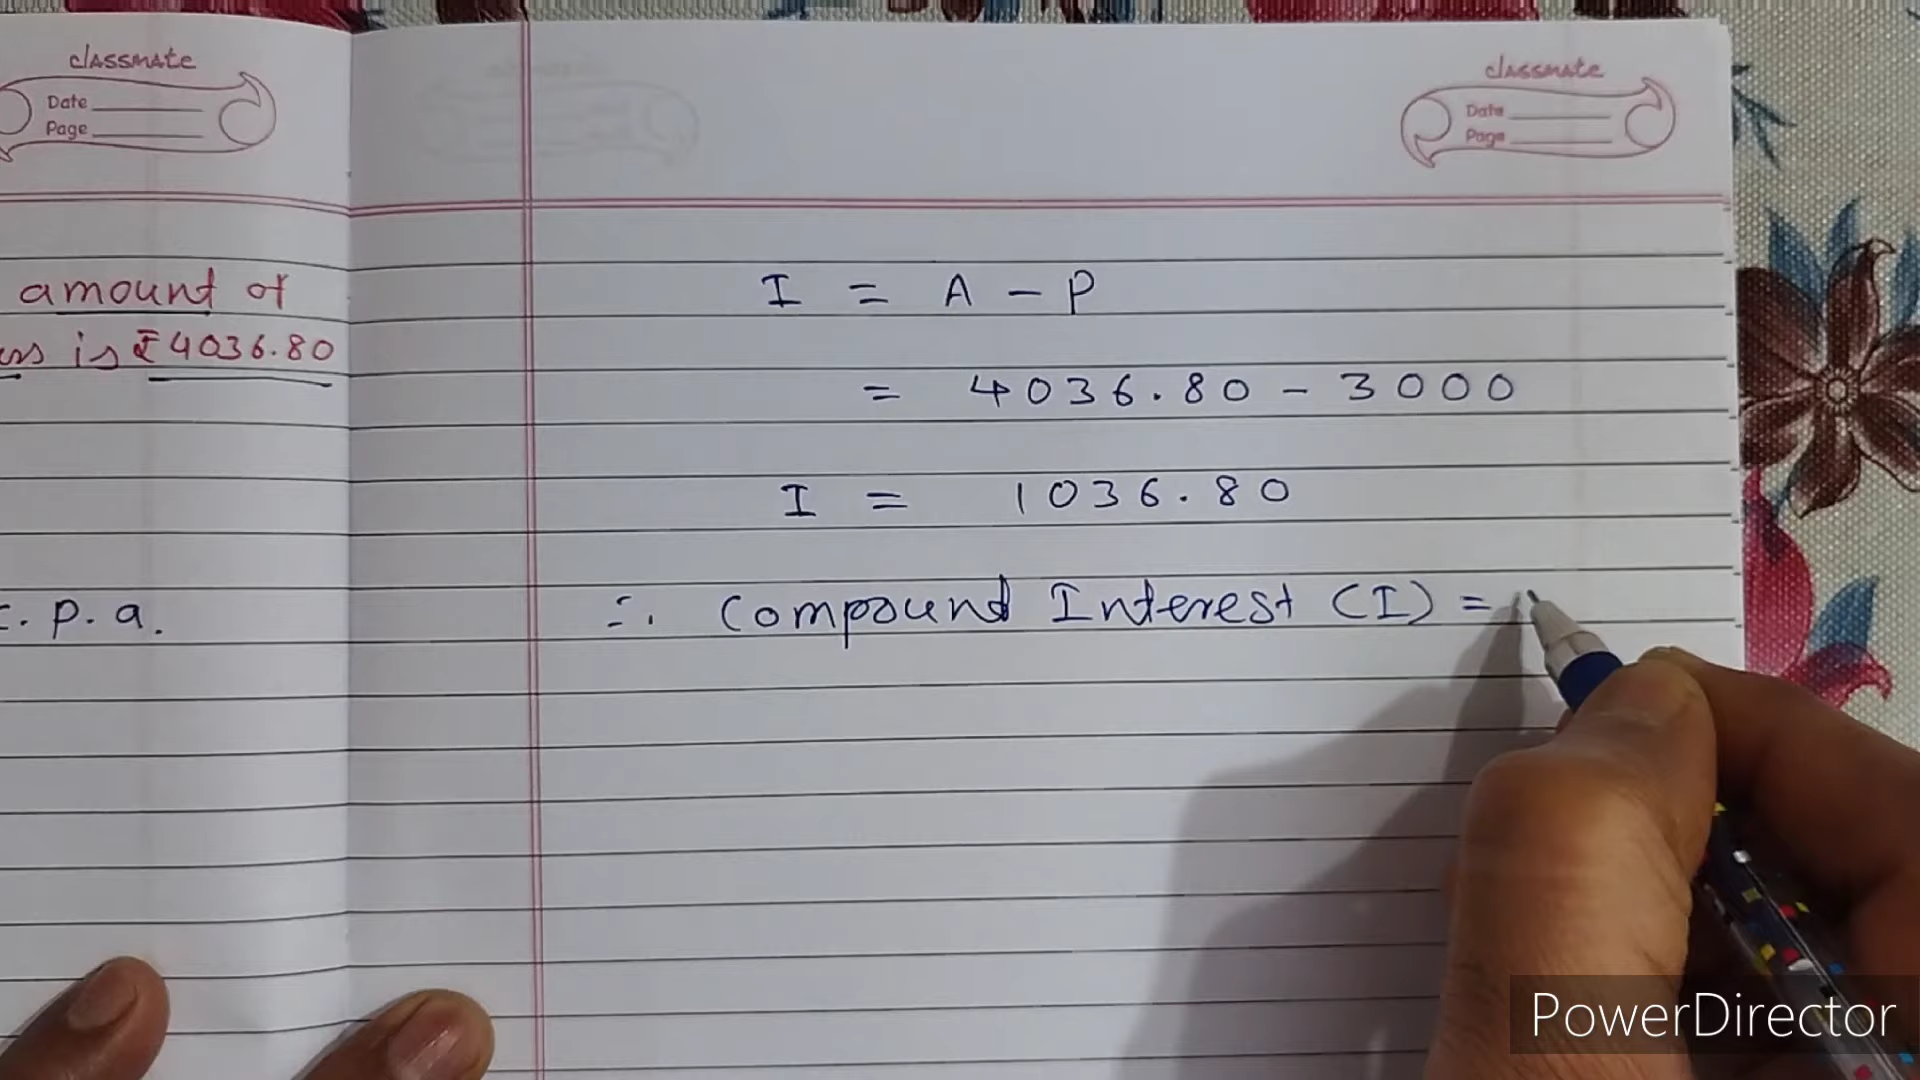 classmate
Date
Page
amount of
is ₹4036.80
p.a.
classmate
Date
Page
I = A - P
= 4036.80 - 3000
I = 1036.80
∴ Compound Interest (I) =
PowerDirector